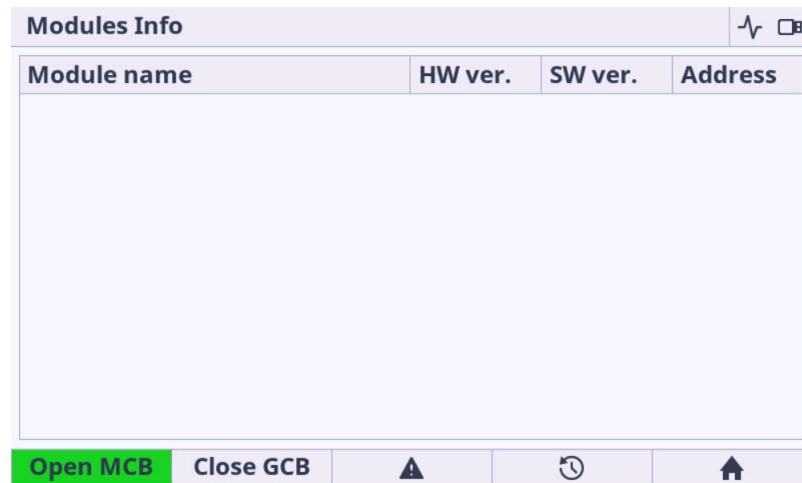 Modules Info
Module name HW ver. SW ver. Address
Open MCB Close GCB